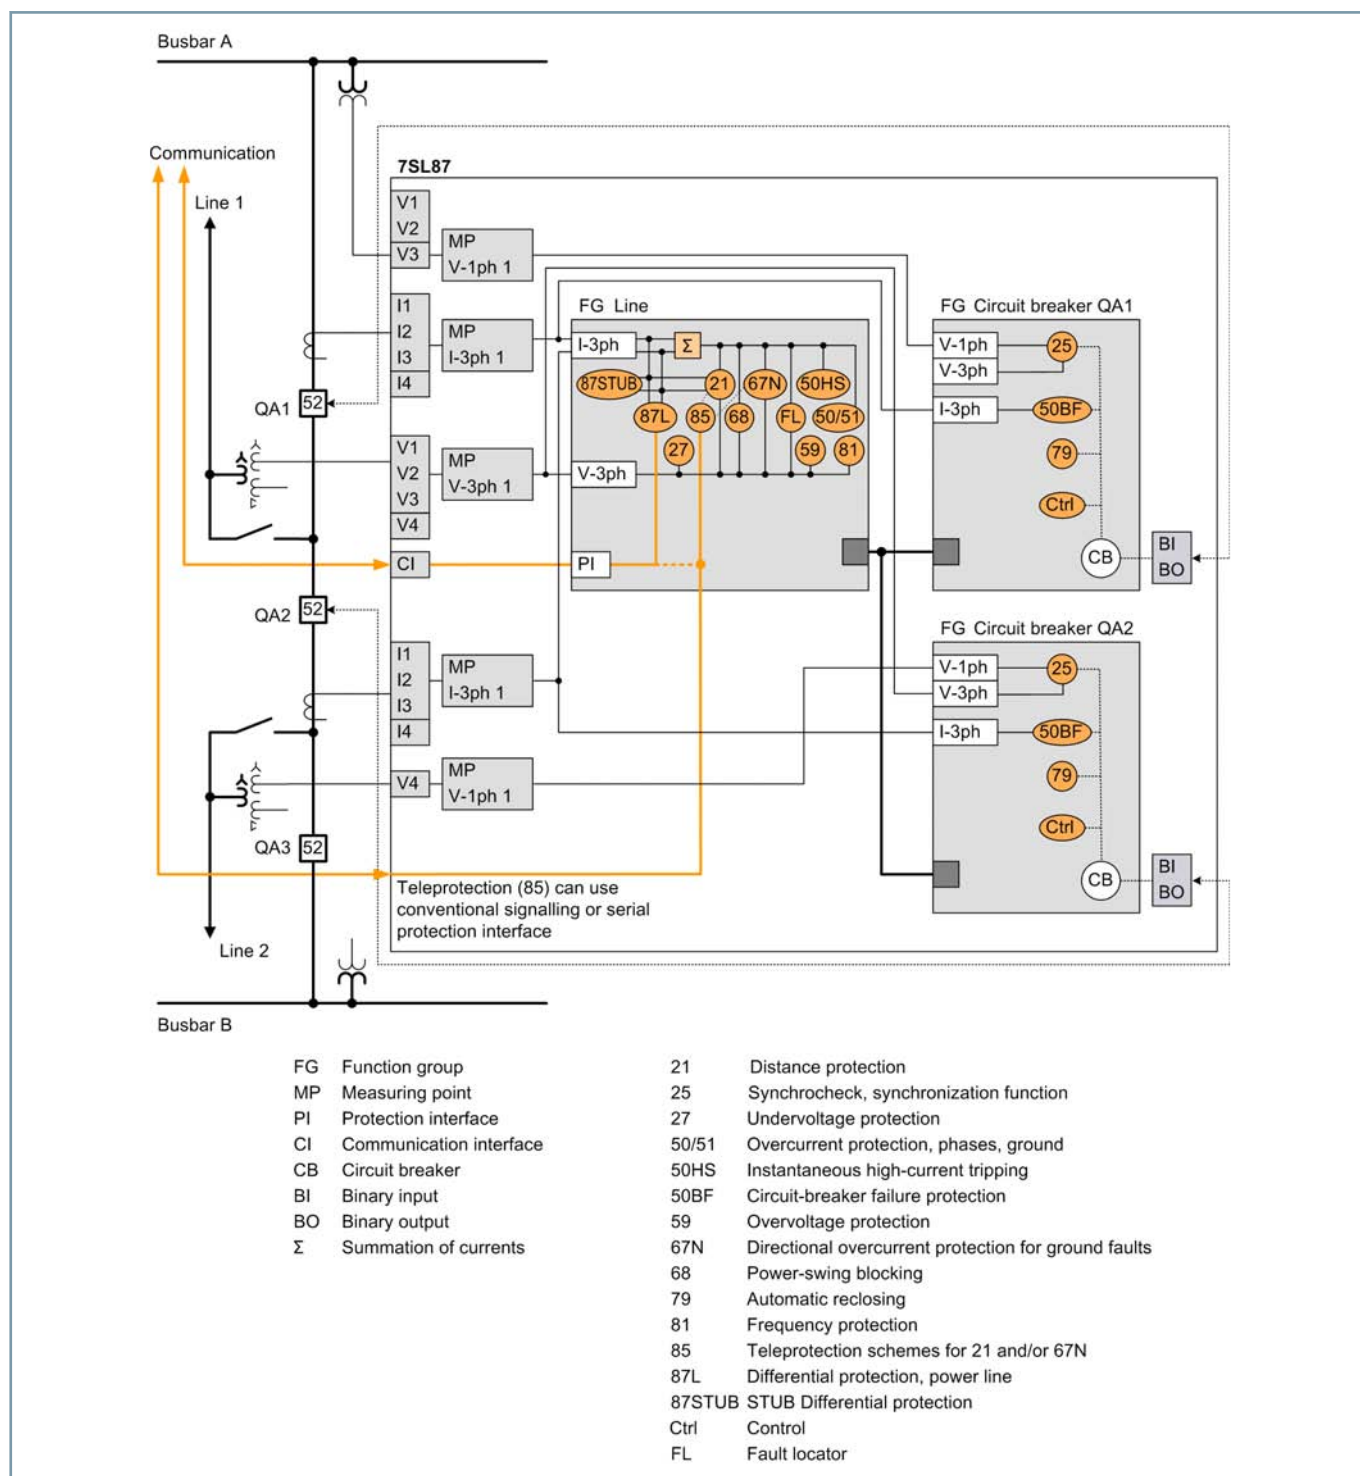 Busbar A
Communication
Line 1
7SL87
V1
V2
V3
MP
V-1ph 1
I1
I2
I3
I4
MP
I-3ph 1
FG Line
I-3ph
Σ
87STUB
21
67N
50HS
87L
85
68
FL
50/51
27
59
81
V-3ph
PI
FG Circuit breaker QA1
V-1ph
V-3ph
25
I-3ph
50BF
79
Ctrl
CB
BI
BO
QA1
52
V1
V2
V3
V4
MP
V-3ph 1
CI
QA2
52
I1
I2
I3
I4
MP
I-3ph 1
V4
MP
V-1ph 1
FG Circuit breaker QA2
V-1ph
V-3ph
25
I-3ph
50BF
79
Ctrl
CB
BI
BO
QA3
52
Teleprotection (85) can use
conventional signalling or serial
protection interface
Line 2
Busbar B
FG Function group
MP Measuring point
PI Protection interface
CI Communication interface
CB Circuit breaker
BI Binary input
BO Binary output
Σ Summation of currents
21 Distance protection
25 Synchrocheck, synchronization function
27 Undervoltage protection
50/51 Overcurrent protection, phases, ground
50HS Instantaneous high-current tripping
50BF Circuit-breaker failure protection
59 Overvoltage protection
67N Directional overcurrent protection for ground faults
68 Power-swing blocking
79 Automatic reclosing
81 Frequency protection
85 Teleprotection schemes for 21 and/or 67N
87L Differential protection, power line
87STUB STUB Differential protection
Ctrl Control
FL Fault locator